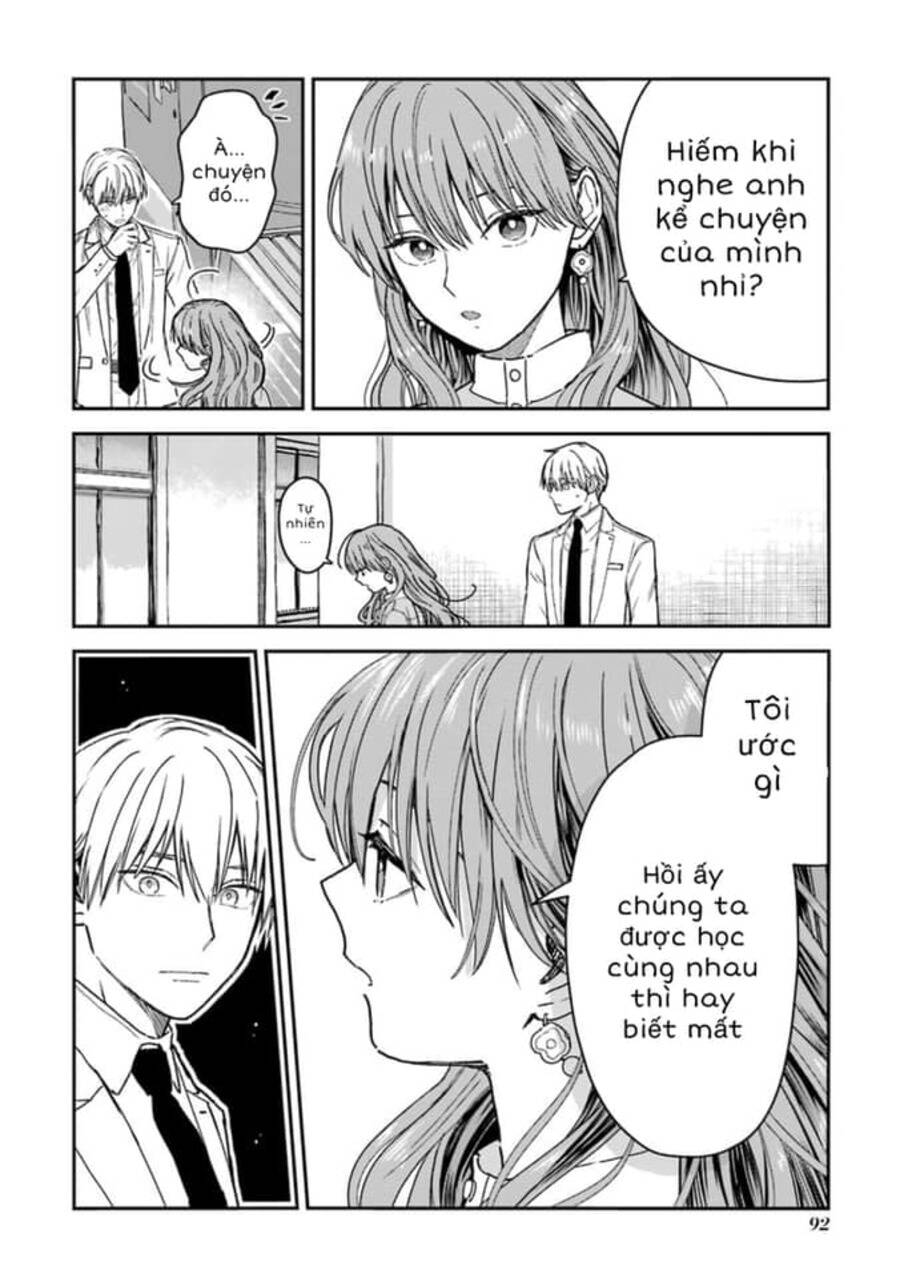 Hiếm khi
nghe anh
kể chuyện
của mình
nhỉ?
À...
chuyện
đó...
Tự
nhiên
...
Tôi
ước
gì
Hồi ấy
chúng ta
được học
cùng nhau
thì hay
biết mất
92